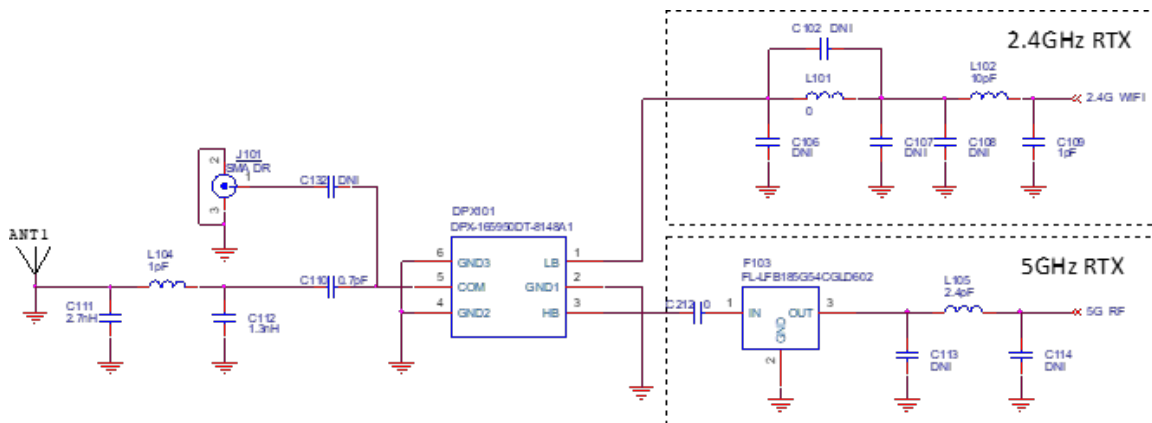 C102 DNI
2.4GHz RTX
L101
0
L102
10pF
2.4G WIFI
C106
DNI
C107
DNI
C108
DNI
C109
1pF
J101
SMA_DR
2
1
3
C132 DNI
ANT1
L104
1pF
C111
2.7nH
C112
1.3nH
C110 0.7pF
DPX101
DPX-165950DT-8148A1
6 GND3 LB 1
5 COM GND1 2
4 GND2 HB 3
5GHz RTX
C212 0
F103
FL-LFB185G54CGLD602
1 IN OUT 3
GND
2
L105
2.4pF
5G RF
C113
DNI
C114
DNI